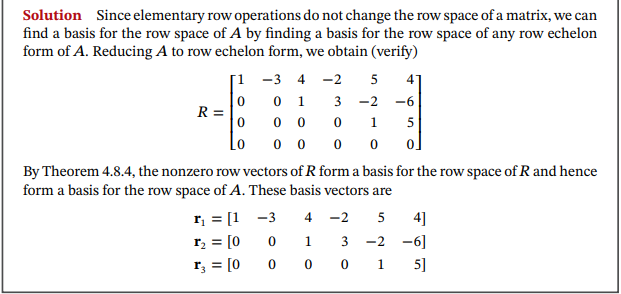 Solution Since elementary row operations do not change the row space of a matrix, we can
find a basis for the row space of A by finding a basis for the row space of any row echelon
form of A. Reducing A to row echelon form, we obtain (verify)
R = [1 −3 4 −2 5 4
0 0 1 3 −2 −6
0 0 0 0 1 5
0 0 0 0 0 0]
By Theorem 4.8.4, the nonzero row vectors of R form a basis for the row space of R and hence
form a basis for the row space of A. These basis vectors are
r₁ = [1 −3 4 −2 5 4]
r₂ = [0 0 1 3 −2 −6]
r₃ = [0 0 0 0 1 5]